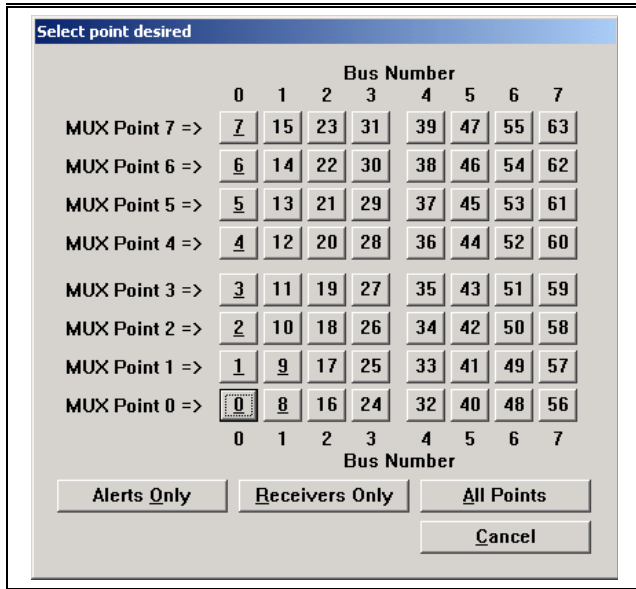 Select point desired
Bus Number
0 1 2 3 4 5 6 7
MUX Point 7 => 7 15 23 31 39 47 55 63
MUX Point 6 => 6 14 22 30 38 46 54 62
MUX Point 5 => 5 13 21 29 37 45 53 61
MUX Point 4 => 4 12 20 28 36 44 52 60
MUX Point 3 => 3 11 19 27 35 43 51 59
MUX Point 2 => 2 10 18 26 34 42 50 58
MUX Point 1 => 1 9 17 25 33 41 49 57
MUX Point 0 => 0 8 16 24 32 40 48 56
0 1 2 3 4 5 6 7
Bus Number
Alerts Only Receivers Only All Points
Cancel